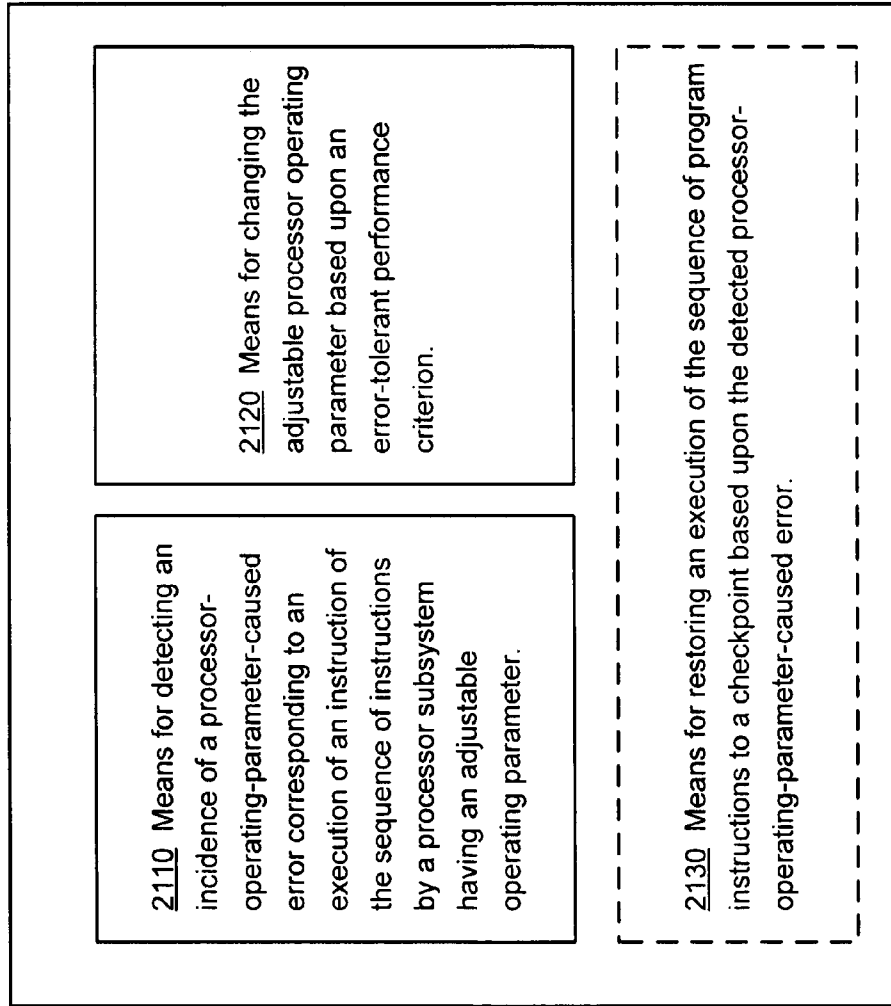 2110 Means for detecting an
incidence of a processor-
operating-parameter-caused
error corresponding to an
execution of an instruction of
the sequence of instructions
by a processor subsystem
having an adjustable
operating parameter.
2120 Means for changing the
adjustable processor operating
parameter based upon an
error-tolerant performance
criterion.
2130 Means for restoring an execution of the sequence of program
instructions to a checkpoint based upon the detected processor-
operating-parameter-caused error.